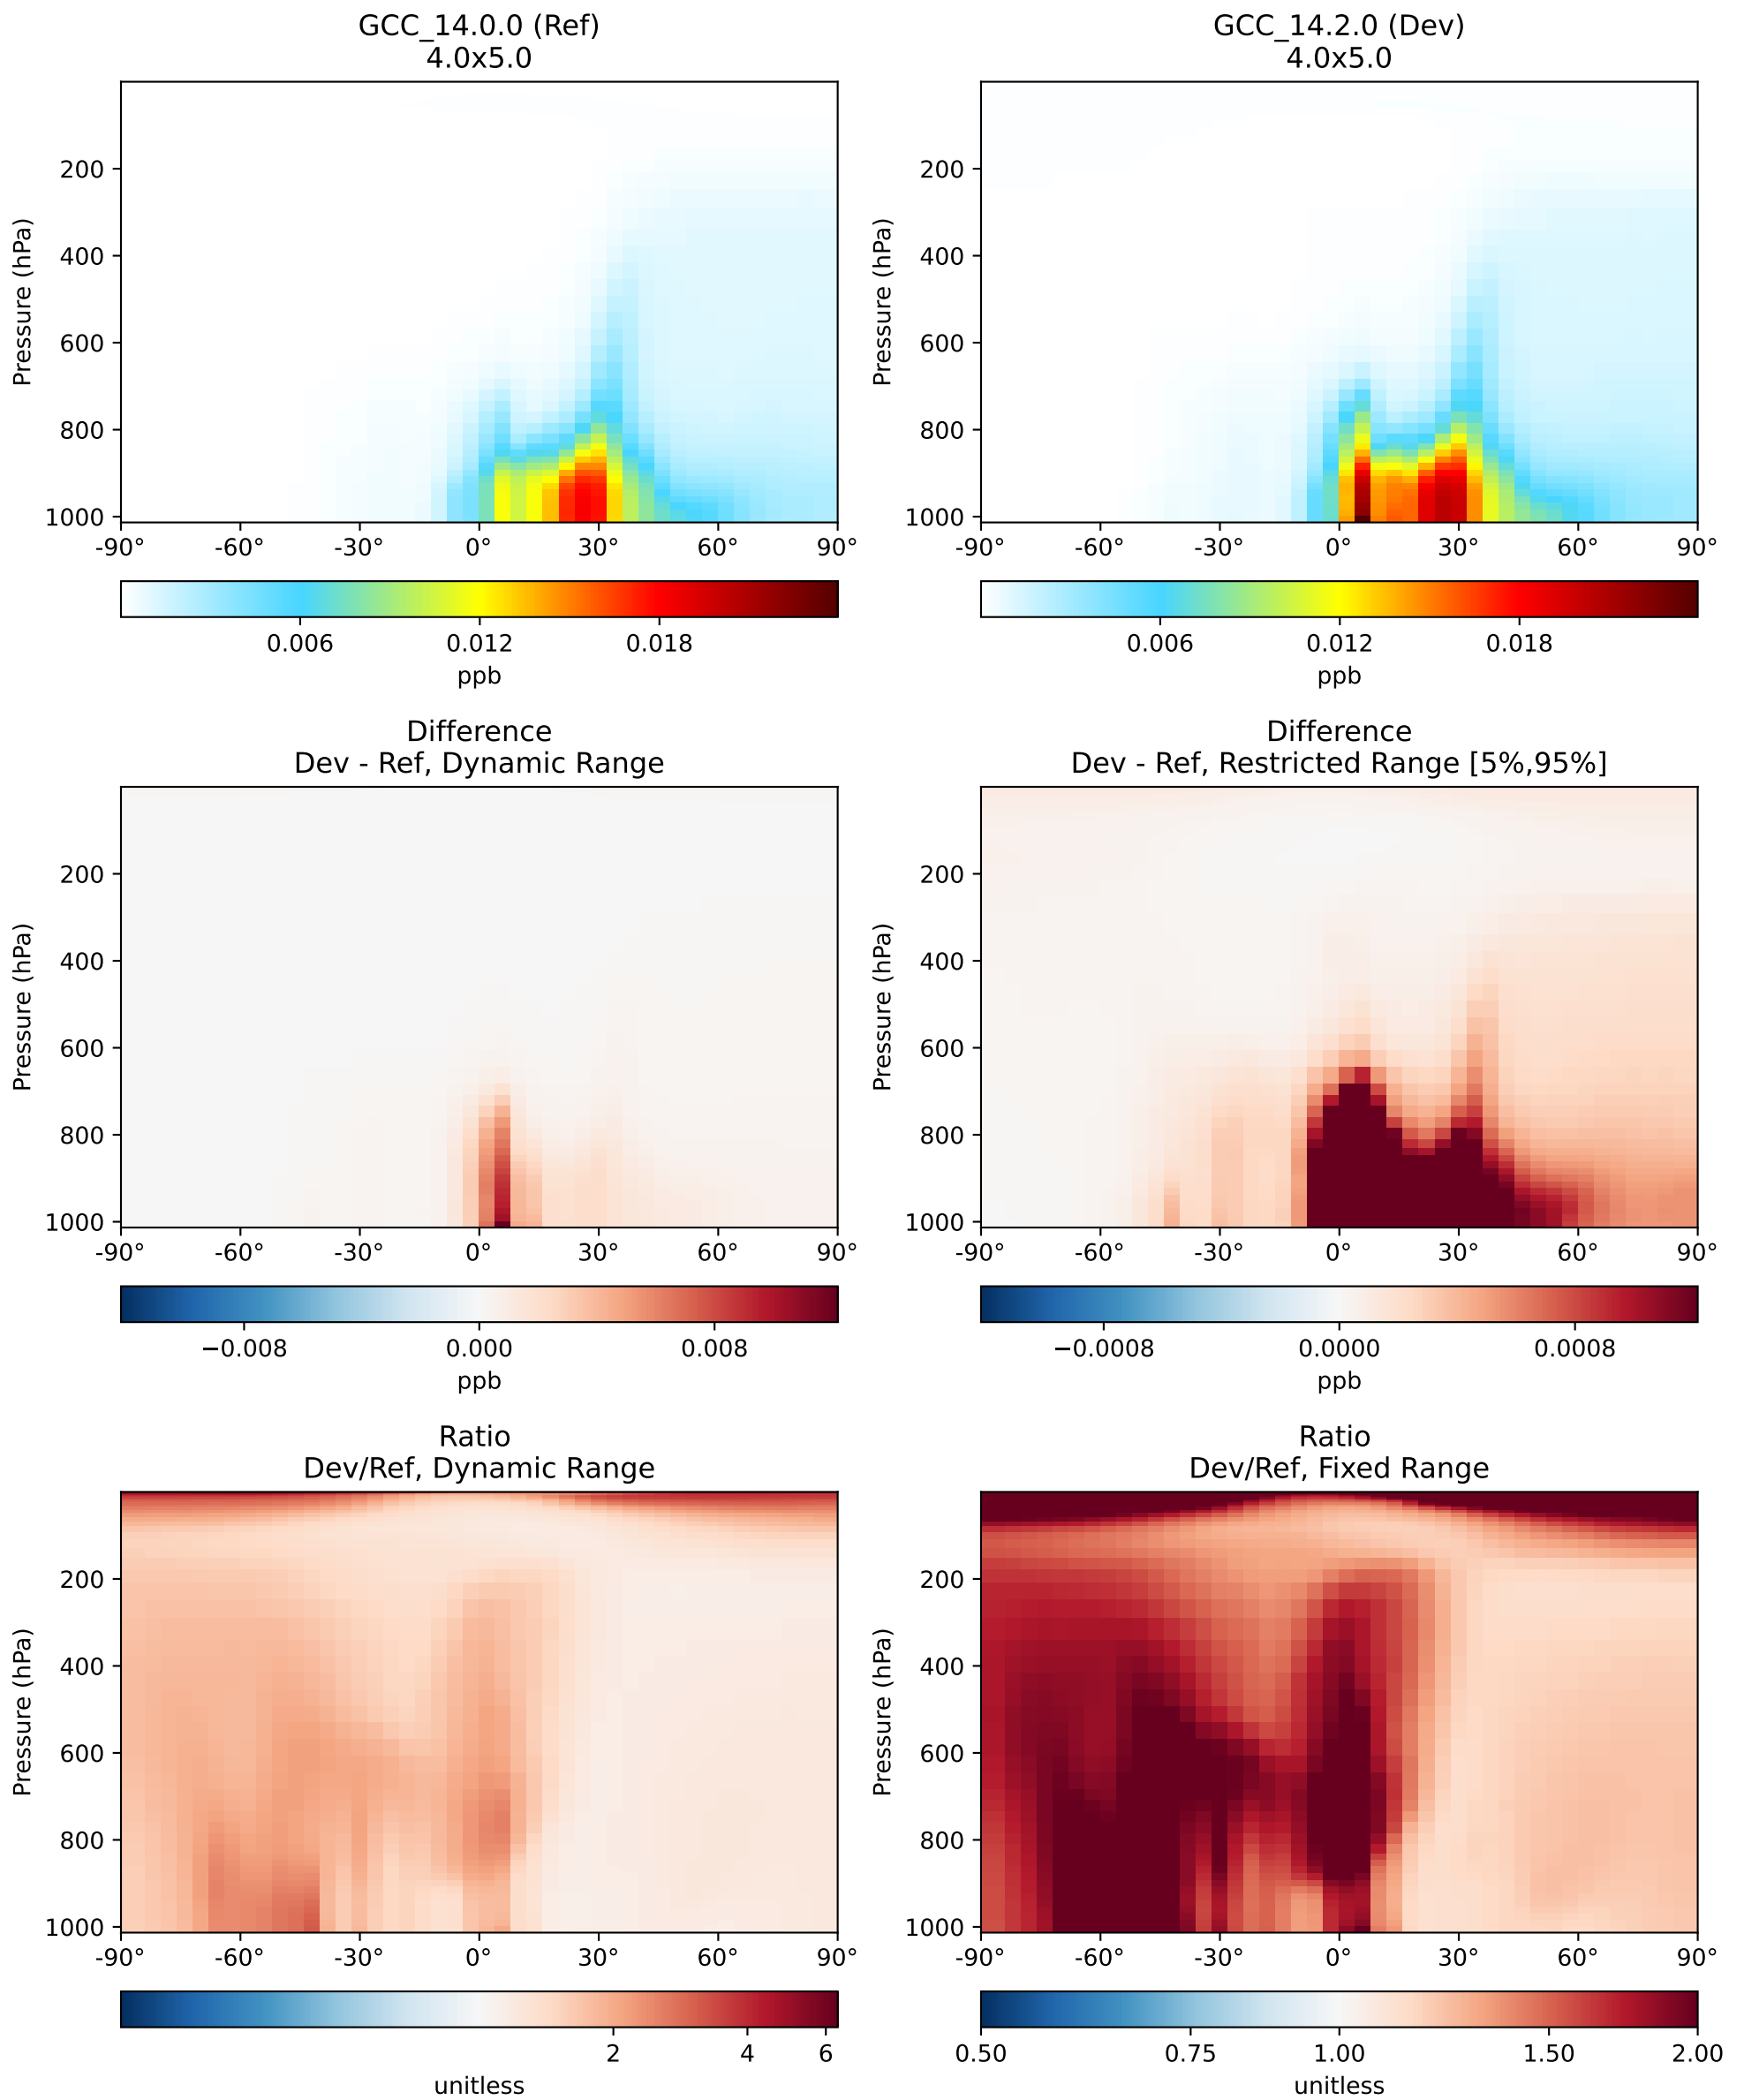 GCC_14.0.0 (Ref)
4.0x5.0
Pressure (hPa)
200
400
600
800
1000
-90° -60° -30° 0° 30° 60° 90°
0.006 0.012 0.018
ppb
GCC_14.2.0 (Dev)
4.0x5.0
Pressure (hPa)
200
400
600
800
1000
-90° -60° -30° 0° 30° 60° 90°
0.006 0.012 0.018
ppb
Difference
Dev - Ref, Dynamic Range
Pressure (hPa)
200
400
600
800
1000
-90° -60° -30° 0° 30° 60° 90°
−0.008 0.000 0.008
ppb
Difference
Dev - Ref, Restricted Range [5%,95%]
Pressure (hPa)
200
400
600
800
1000
-90° -60° -30° 0° 30° 60° 90°
−0.0008 0.0000 0.0008
ppb
Ratio
Dev/Ref, Dynamic Range
Pressure (hPa)
200
400
600
800
1000
-90° -60° -30° 0° 30° 60° 90°
2 4 6
unitless
Ratio
Dev/Ref, Fixed Range
Pressure (hPa)
200
400
600
800
1000
-90° -60° -30° 0° 30° 60° 90°
0.50 0.75 1.00 1.50 2.00
unitless